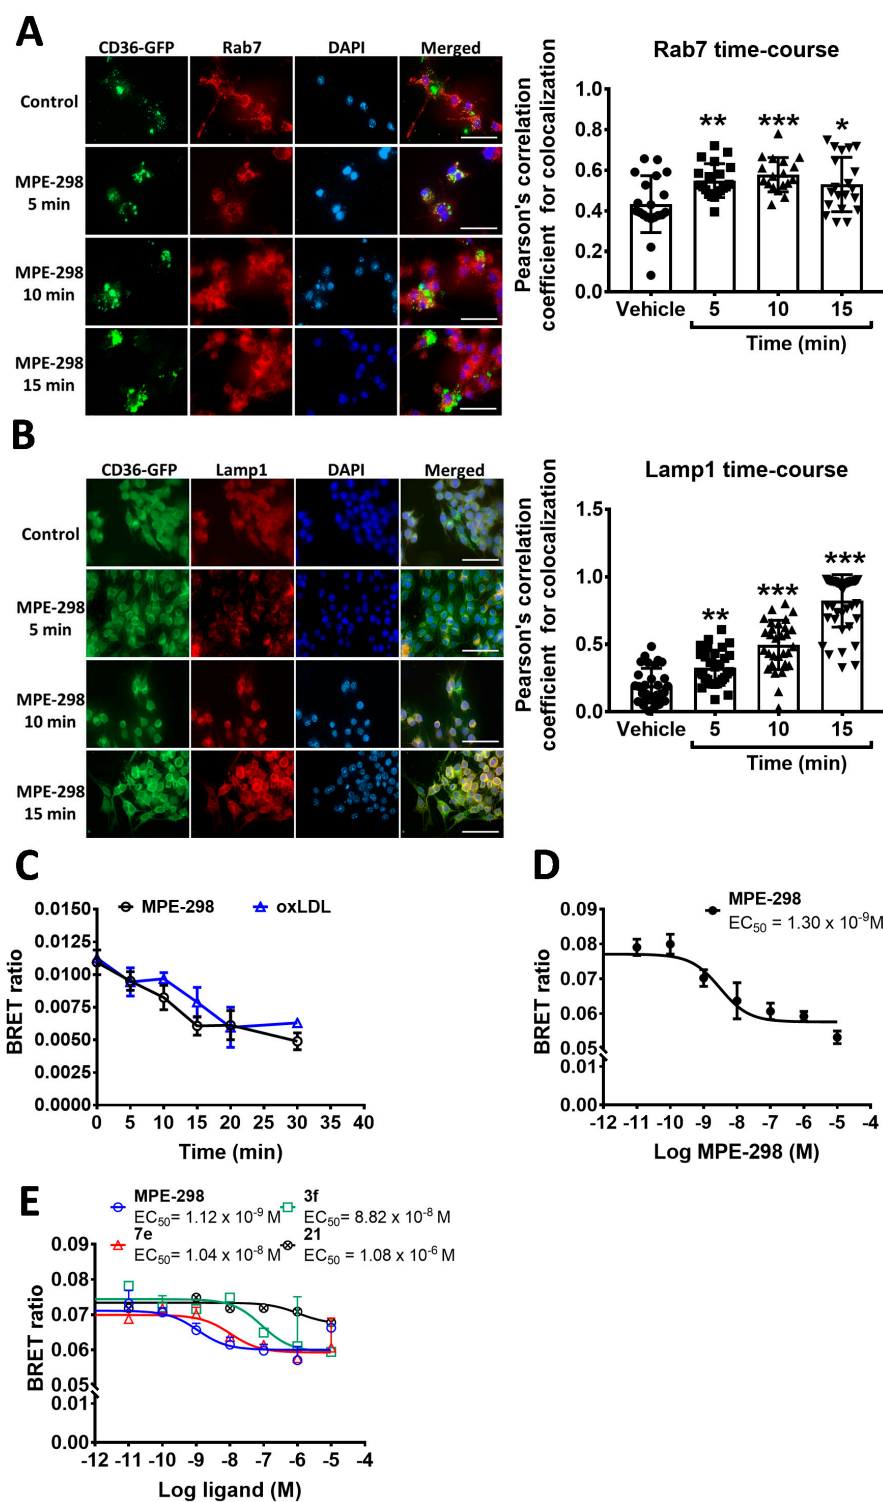 A
CD36-GFP Rab7 DAPI Merged
Control
MPE-298
5 min
MPE-298
10 min
MPE-298
15 min
Rab7 time-course
Pearson's correlation
coefficient for colocalization
1.0
0.8
0.6
0.4
0.2
0.0
** *** *
Vehicle 5 10 15
Time (min)
B
CD36-GFP Lamp1 DAPI Merged
Control
MPE-298
5 min
MPE-298
10 min
MPE-298
15 min
Lamp1 time-course
Pearson's correlation
coefficient for colocalization
1.5
1.0
0.5
0.0
** *** ***
Vehicle 5 10 15
Time (min)
C
MPE-298 oxLDL
BRET ratio
0.0150
0.0125
0.0100
0.0075
0.0050
0.0025
0.0000
0 5 10 15 20 25 30 35 40
Time (min)
D
MPE-298
EC50 = 1.30 x 10-9M
BRET ratio
0.09
0.08
0.07
0.06
0.05
0.01
0.00
-12 -11 -10 -9 -8 -7 -6 -5 -4
Log MPE-298 (M)
E
MPE-298 3f
EC50= 1.12 x 10-9 M EC50= 8.82 x 10-8 M
7e 21
EC50= 1.04 x 10-8 M EC50 = 1.08 x 10-6 M
BRET ratio
0.09
0.08
0.07
0.06
0.05
0.01
0.00
-12 -11 -10 -9 -8 -7 -6 -5 -4
Log ligand (M)